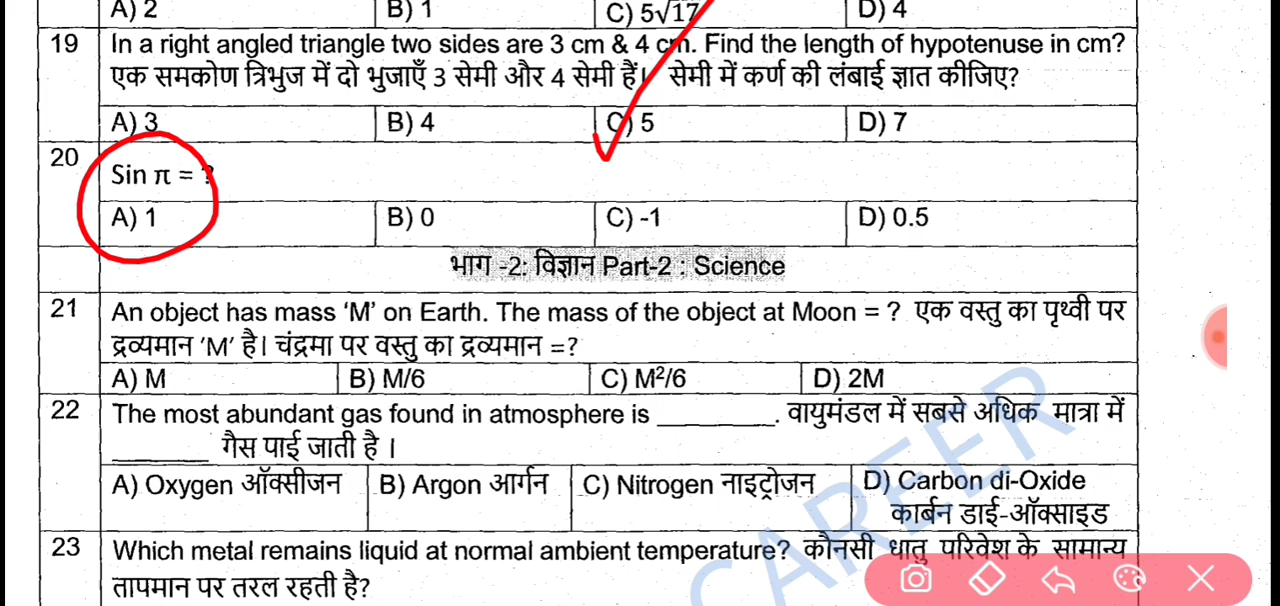 A) 2 B) 1 C) 5√17 D) 4
19 In a right angled triangle two sides are 3 cm & 4 cm. Find the length of hypotenuse in cm?
एक समकोण त्रिभुज में दो भुजाएँ 3 सेमी और 4 सेमी हैं। सेमी में कर्ण की लंबाई ज्ञात कीजिए?
A) 3 B) 4 C) 5 D) 7
20 Sin π = ?
A) 1 B) 0 C) -1 D) 0.5
भाग -2: विज्ञान Part-2 : Science
21 An object has mass ‘M’ on Earth. The mass of the object at Moon = ? एक वस्तु का पृथ्वी पर
द्रव्यमान ‘M’ है। चंद्रमा पर वस्तु का द्रव्यमान =?
A) M B) M/6 C) M²/6 D) 2M
22 The most abundant gas found in atmosphere is ________. वायुमंडल में सबसे अधिक मात्रा में
_______ गैस पाई जाती है ।
A) Oxygen ऑक्सीजन B) Argon आर्गन C) Nitrogen नाइट्रोजन D) Carbon di-Oxide
कार्बन डाई-ऑक्साइड
23 Which metal remains liquid at normal ambient temperature? कौनसी धातु परिवेश के सामान्य
तापमान पर तरल रहती है?
CAREER